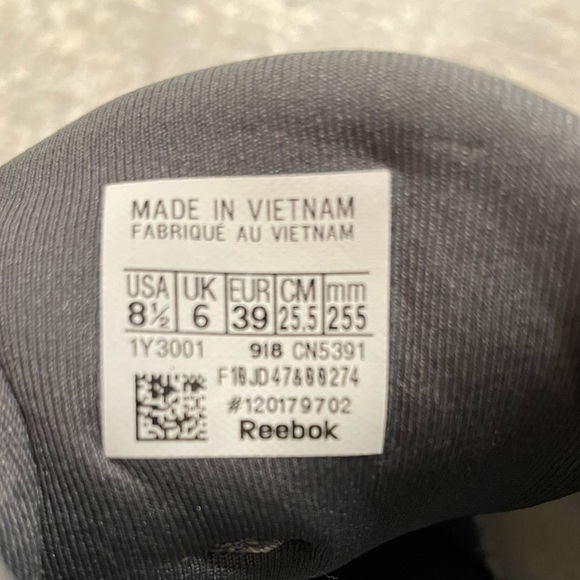 MADE IN VIETNAM
FABRIQUÉ AU VIETNAM
USA UK EUR CM mm
8½ 6 39 25.5 255
1Y3001 918 CN5391
#120179702
Reebok